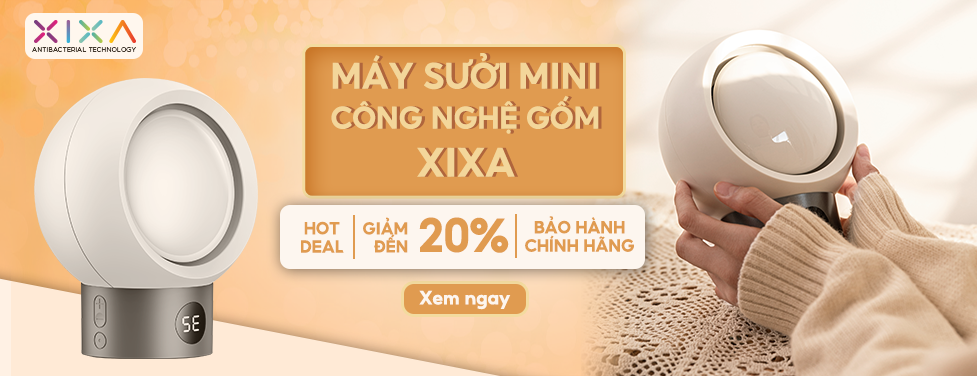 XIXA
ANTIBACTERIAL TECHNOLOGY
MÁY SƯỞI MINI
CÔNG NGHỆ GỐM
XIXA
HOT
DEAL
GIẢM
ĐẾN
20%
BẢO HÀNH
CHÍNH HÃNG
Xem ngay